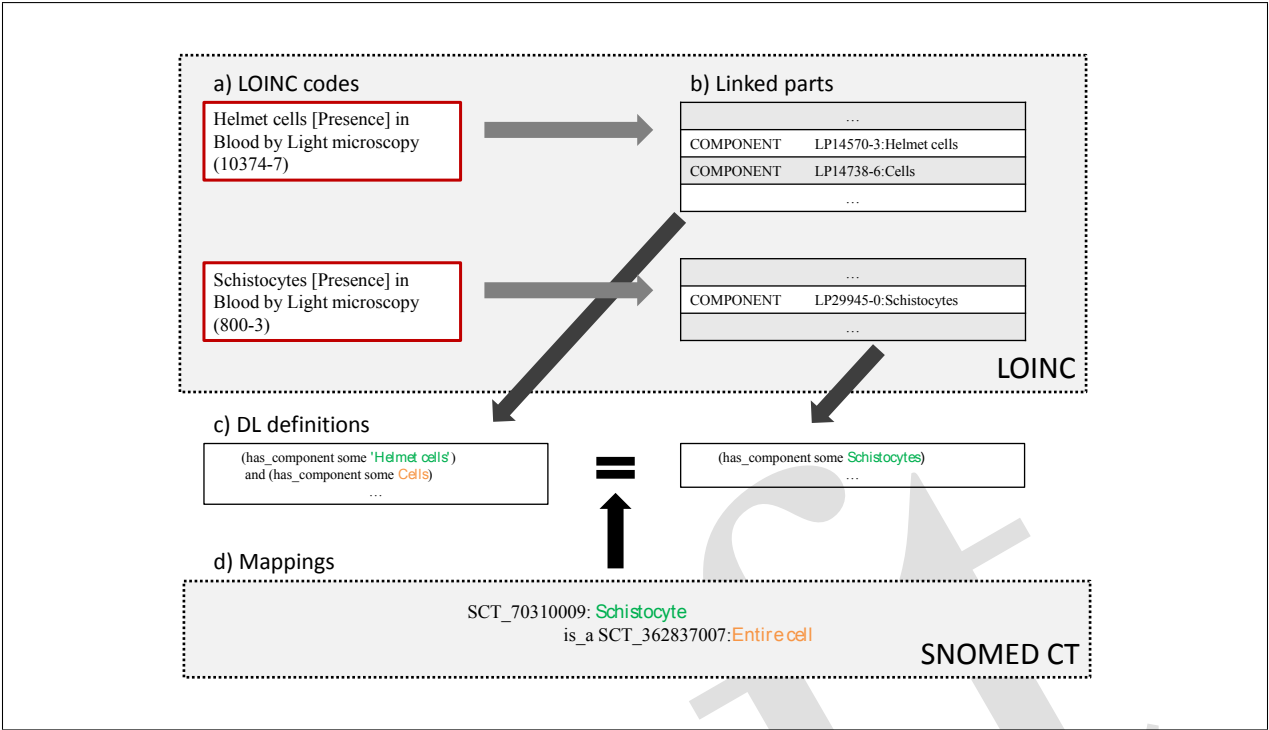 a) LOINC codes
b) Linked parts
Helmet cells [Presence] in
Blood by Light microscopy
(10374-7)
…
COMPONENT LP14570-3:Helmet cells
COMPONENT LP14738-6:Cells
…
Schistocytes [Presence] in
Blood by Light microscopy
(800-3)
…
COMPONENT LP29945-0:Schistocytes
…
LOINC
c) DL definitions
(has_component some 'Helmet cells')
and (has_component some Cells)
…
=
(has_component some Schistocytes)
…
d) Mappings
SCT_70310009: Schistocyte
is_a SCT_362837007:Entire cell
SNOMED CT